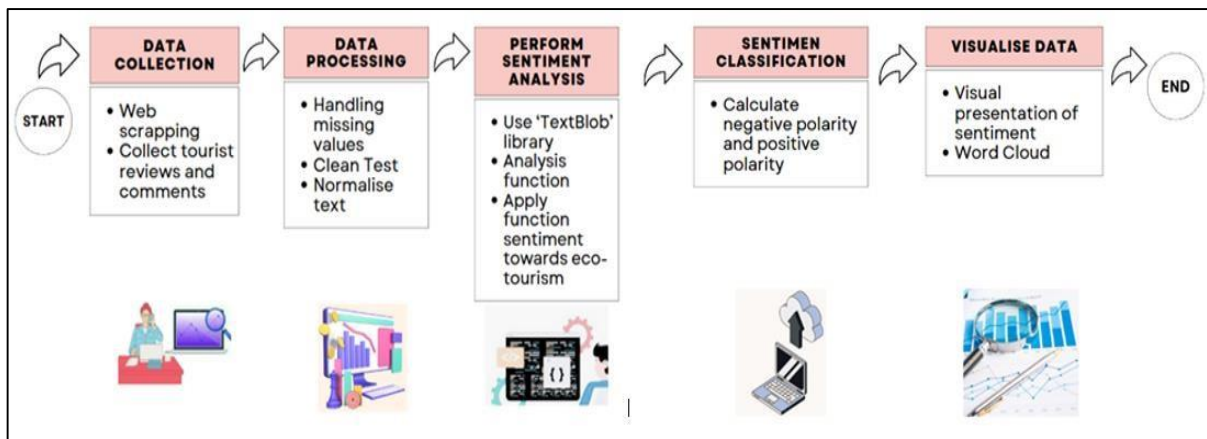 START
DATA
COLLECTION
• Web
scrapping
• Collect tourist
reviews and
comments
DATA
PROCESSING
• Handling
missing
values
• Clean Test
• Normalise
text
PERFORM
SENTIMENT
ANALYSIS
• Use ‘TextBlob’
library
• Analysis
function
• Apply
function
sentiment
towards eco-
tourism
SENTIMEN
CLASSIFICATION
• Calculate
negative polarity
and positive
polarity
VISUALISE DATA
• Visual
presentation of
sentiment
• Word Cloud
END
{}